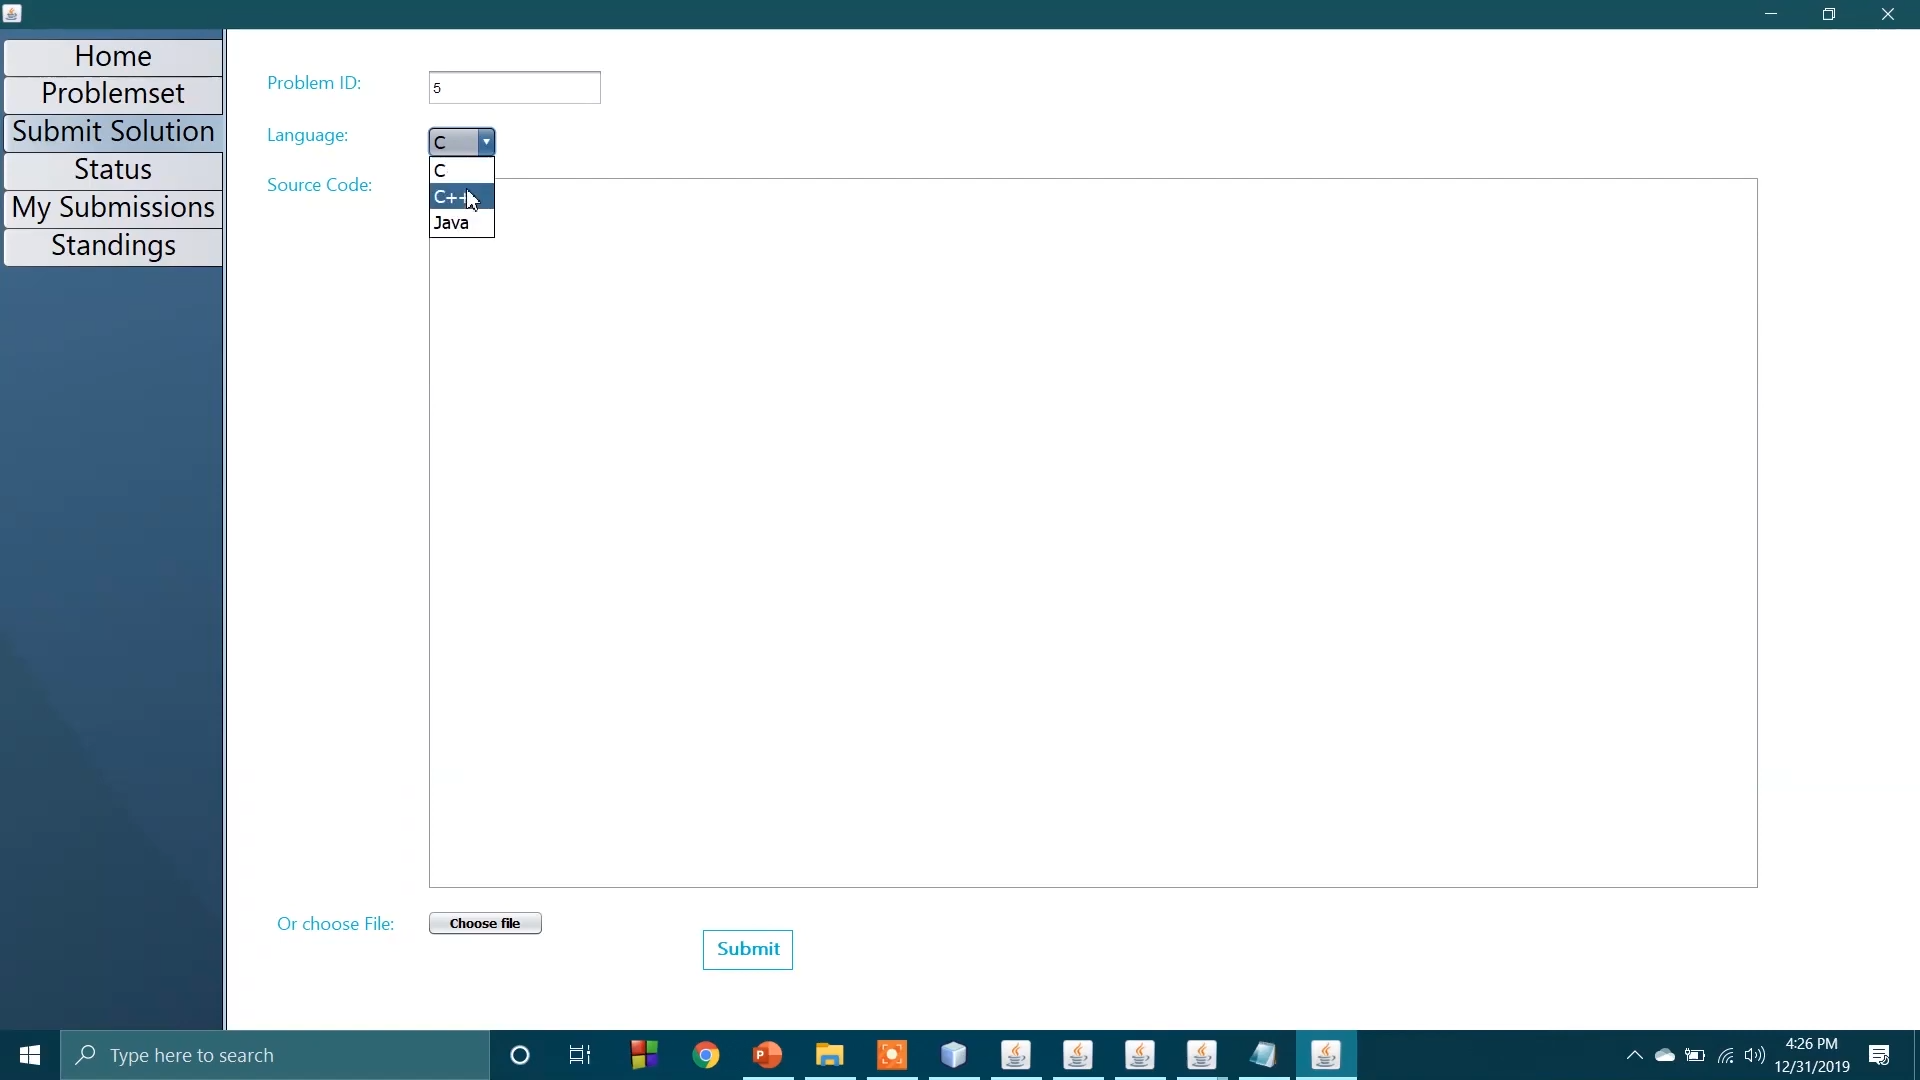 Home
Problemset
Submit Solution
Status
My Submissions
Standings
Problem ID:
5
Language:
C
C
C++
Java
Source Code:
Or choose File:
Choose file
Submit
Type here to search
4:26 PM
12/31/2019